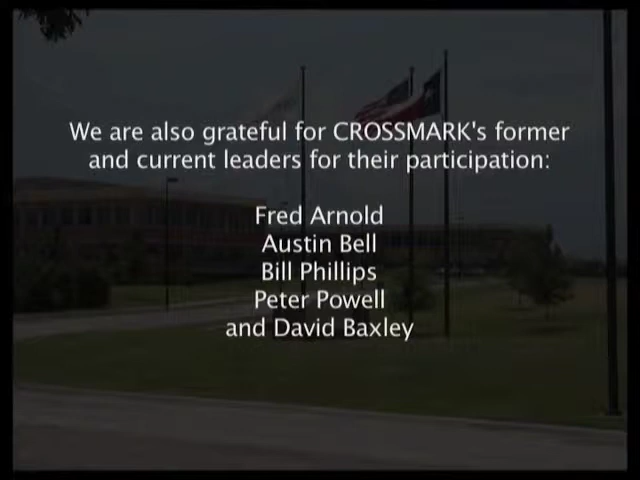 We are also grateful for CROSSMARK's former
and current leaders for their participation:
Fred Arnold
Austin Bell
Bill Phillips
Peter Powell
and David Baxley